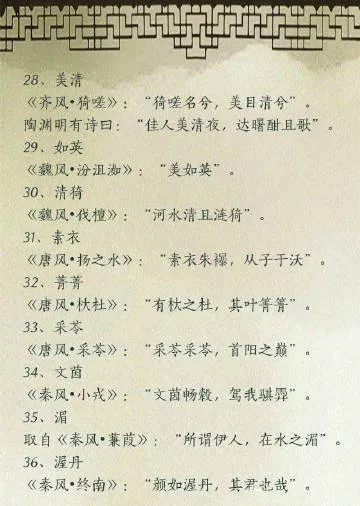 28、美清
《齐风•猗嗟》：“猗嗟名兮，美目清兮”。
陶渊明有诗曰：“佳人美清夜，达曙酣且歌”。
29、如英
《魏风•汾沮洳》：“美如英”。
30、清猗
《魏风•伐檀》：“河水清且涟猗”。
31、素衣
《唐风•扬之水》：“素衣朱襮，从子于沃”。
32、菁菁
《唐风•杕杜》：“有杕之杜，其叶菁菁”。
33、采苓
《唐风•采苓》：“采苓采苓，首阳之巅”。
34、文茵
《秦风•小戎》：“文茵畅毂，驾我骐馵”。
35、湄
取自《秦风•蒹葭》：“所谓伊人，在水之湄”。
36、渥丹
《秦风•终南》：“颜如渥丹，其君也哉”。